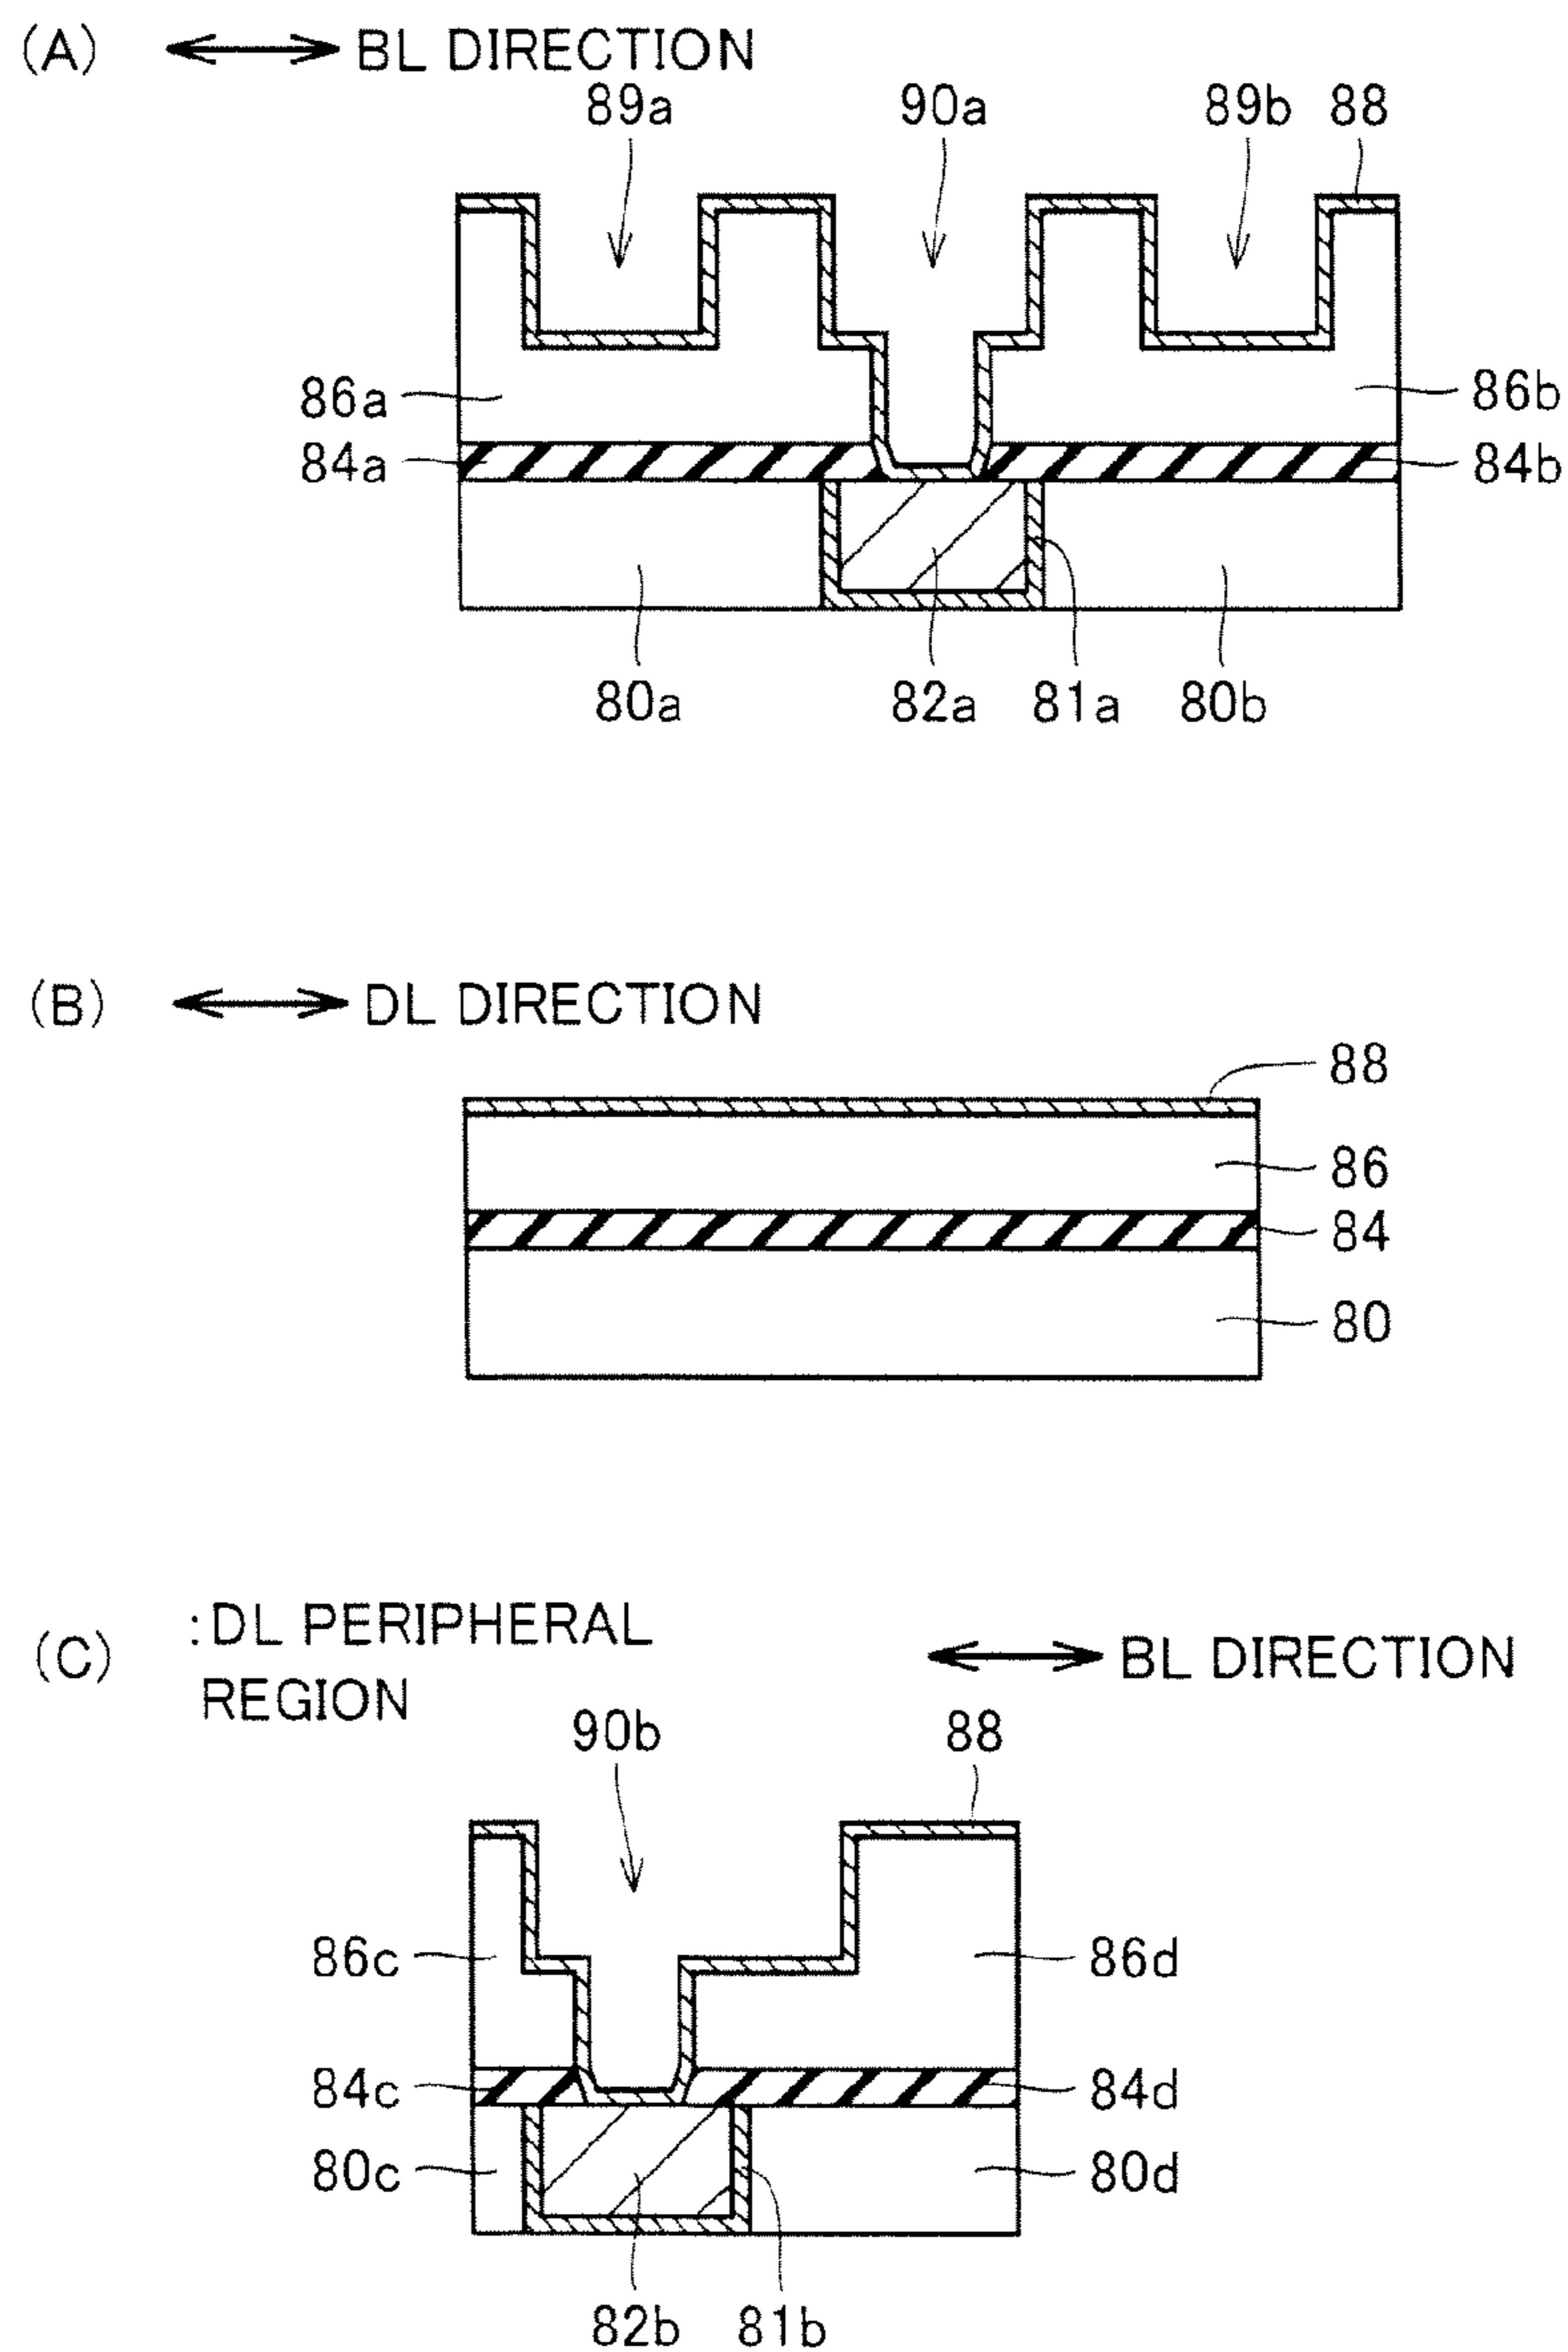 (A) BL DIRECTION
89a 90a 89b 88
86a 86b
84a 84b
80a 82a 81a 80b
(B) DL DIRECTION
88
86
84
80
(C) :DL PERIPHERAL
REGION
BL DIRECTION
90b 88
86c 86d
84c 84d
80c 80d
82b 81b